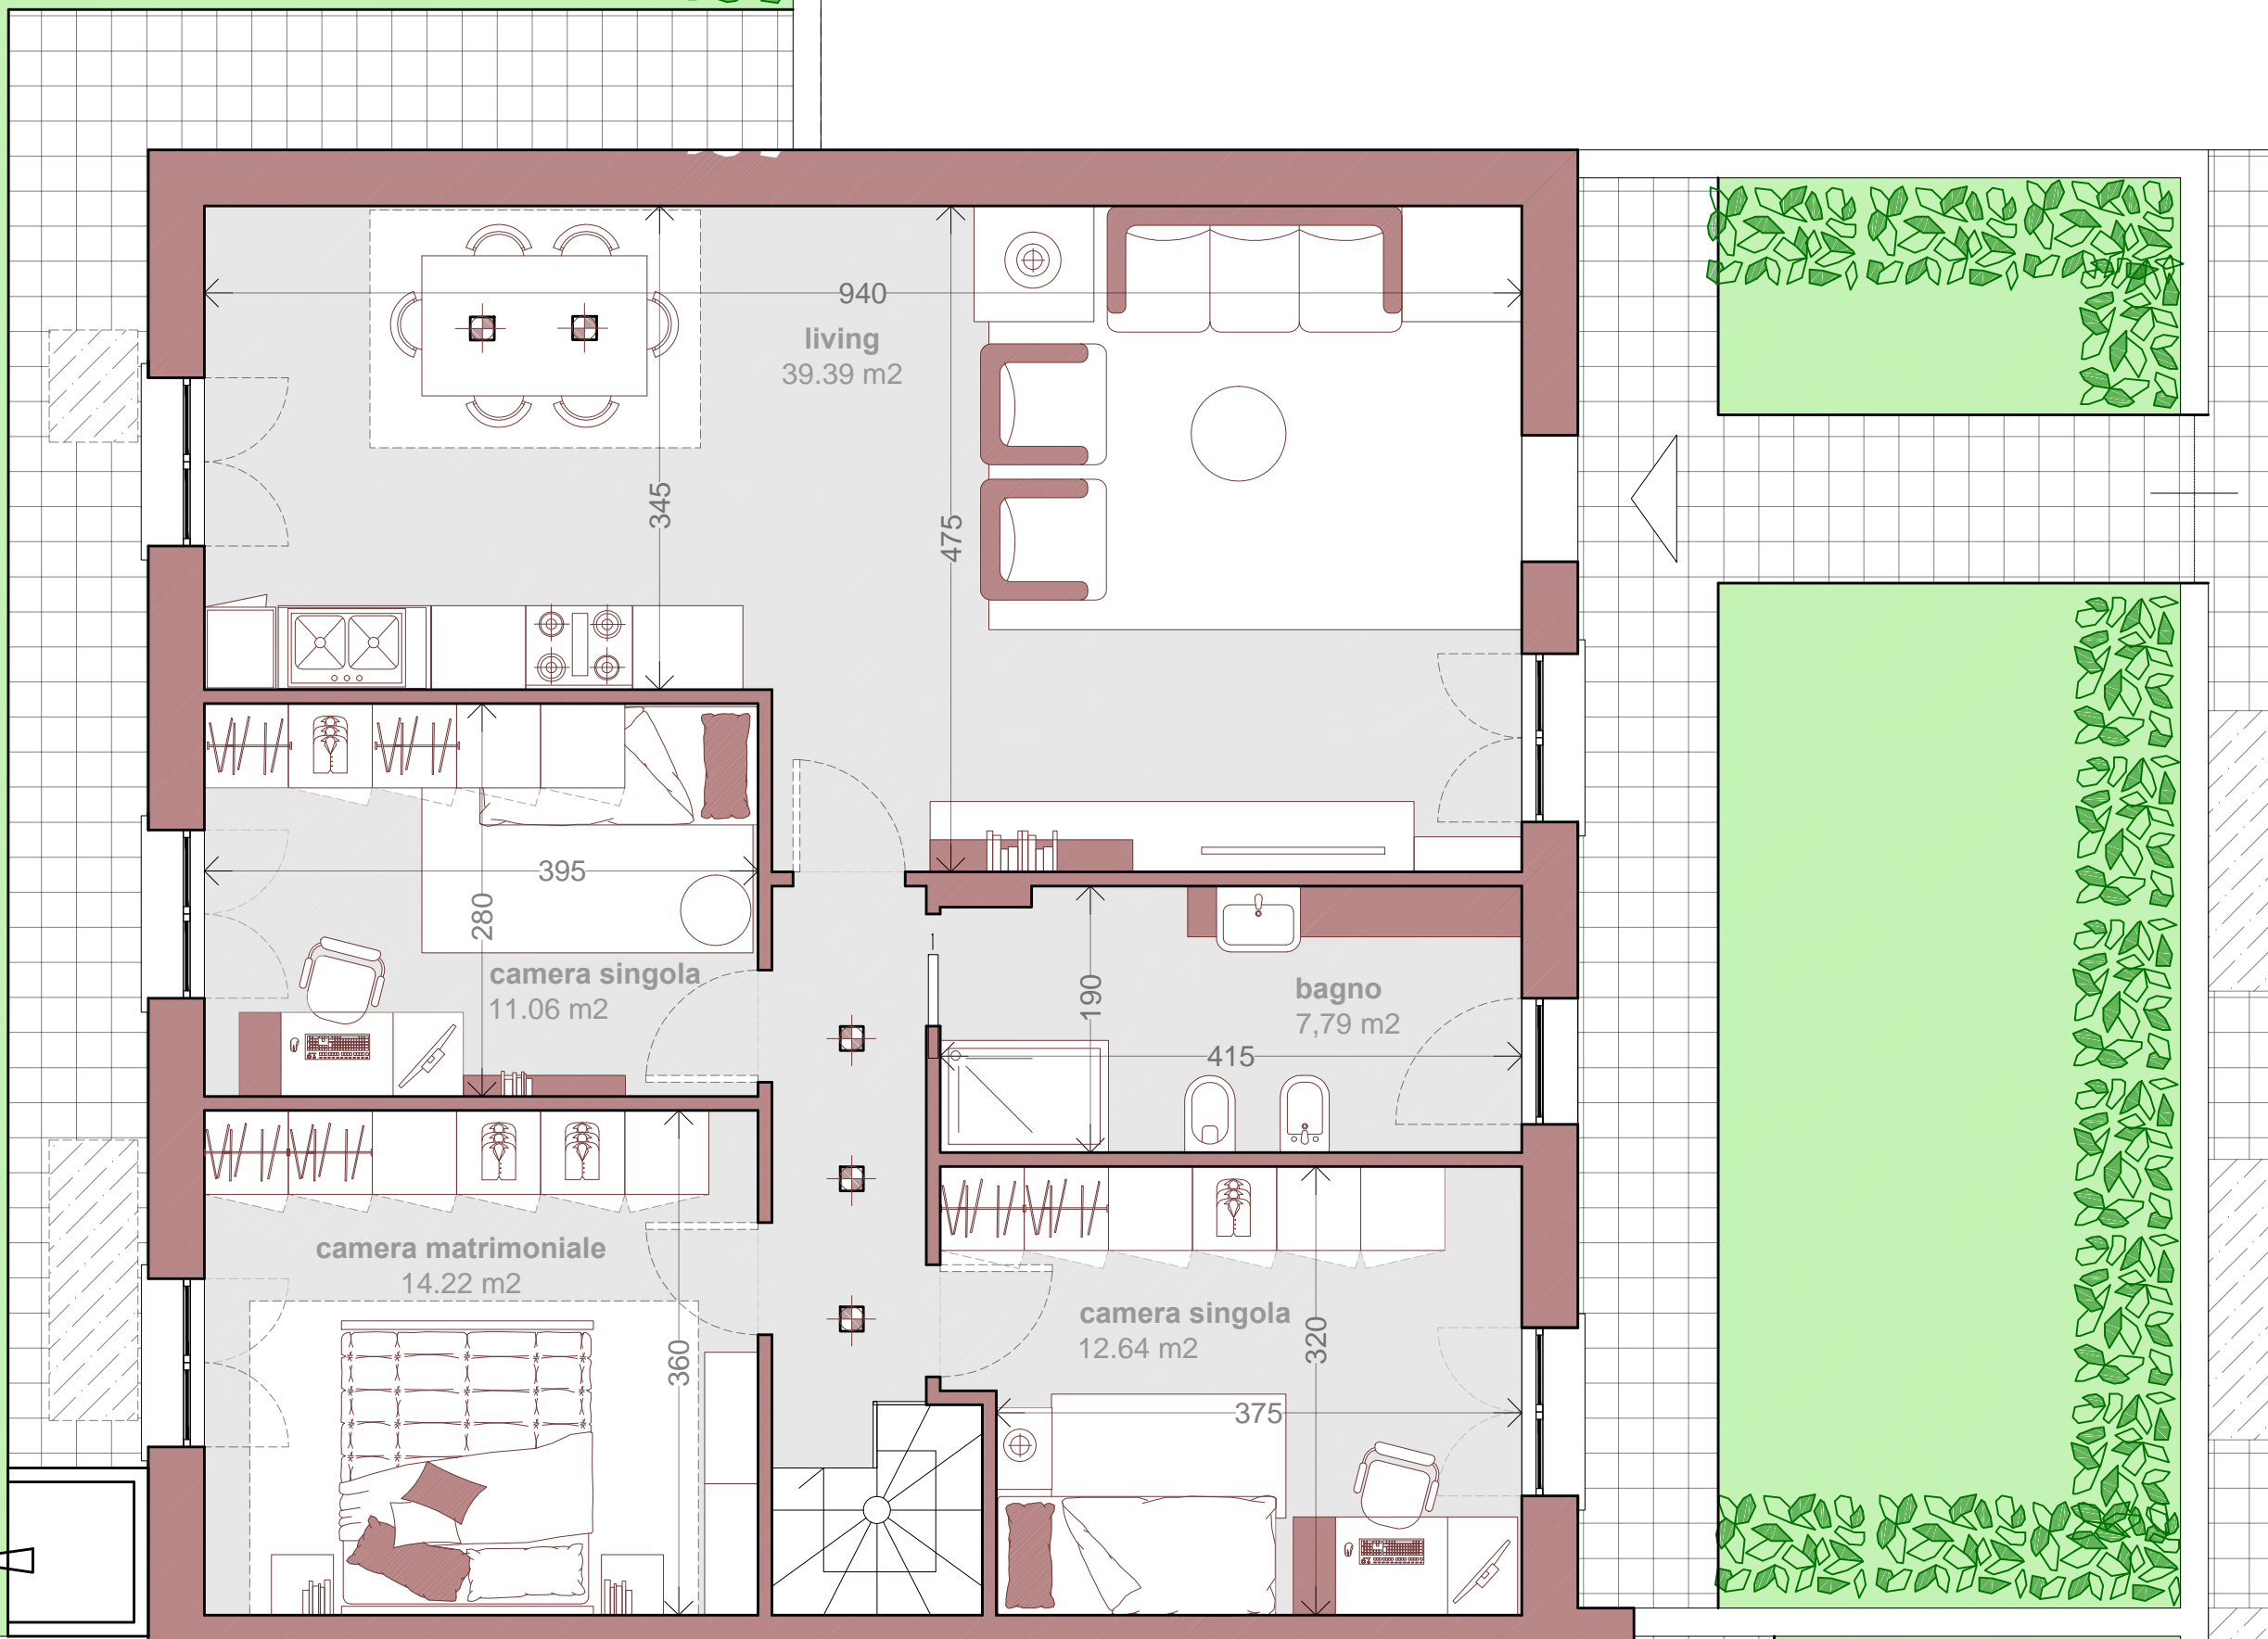 940
living
39.39 m2
345
475
395
280
camera singola
11.06 m2
190
bagno
7,79 m2
415
camera matrimoniale
14.22 m2
360
camera singola
12.64 m2
320
375